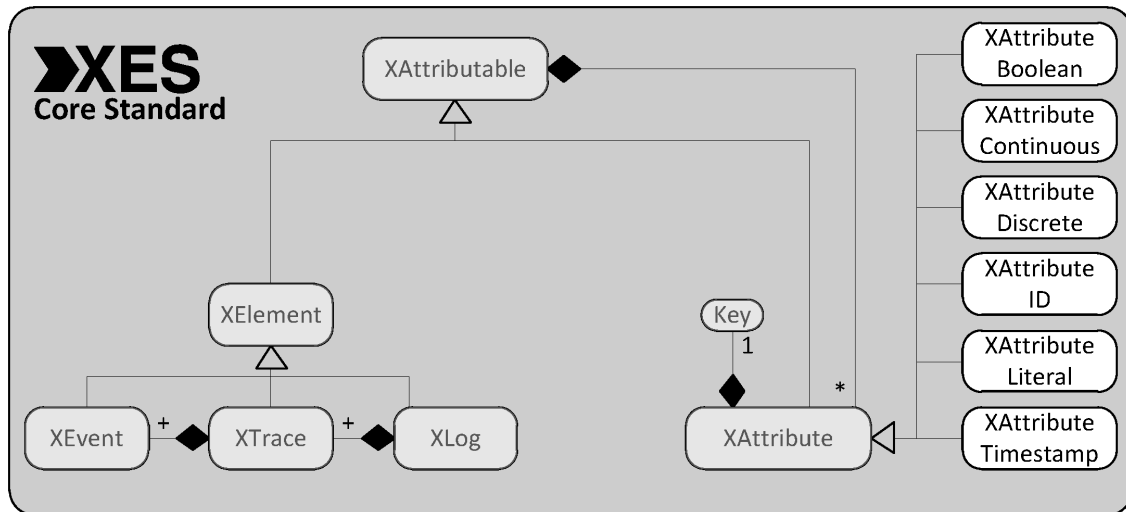 XES
Core Standard
XAttributable
XAttribute
Boolean
XAttribute
Continuous
XAttribute
Discrete
XAttribute
ID
XAttribute
Literal
XAttribute
Timestamp
XElement
Key
1
*
+
+
XEvent
XTrace
XLog
XAttribute